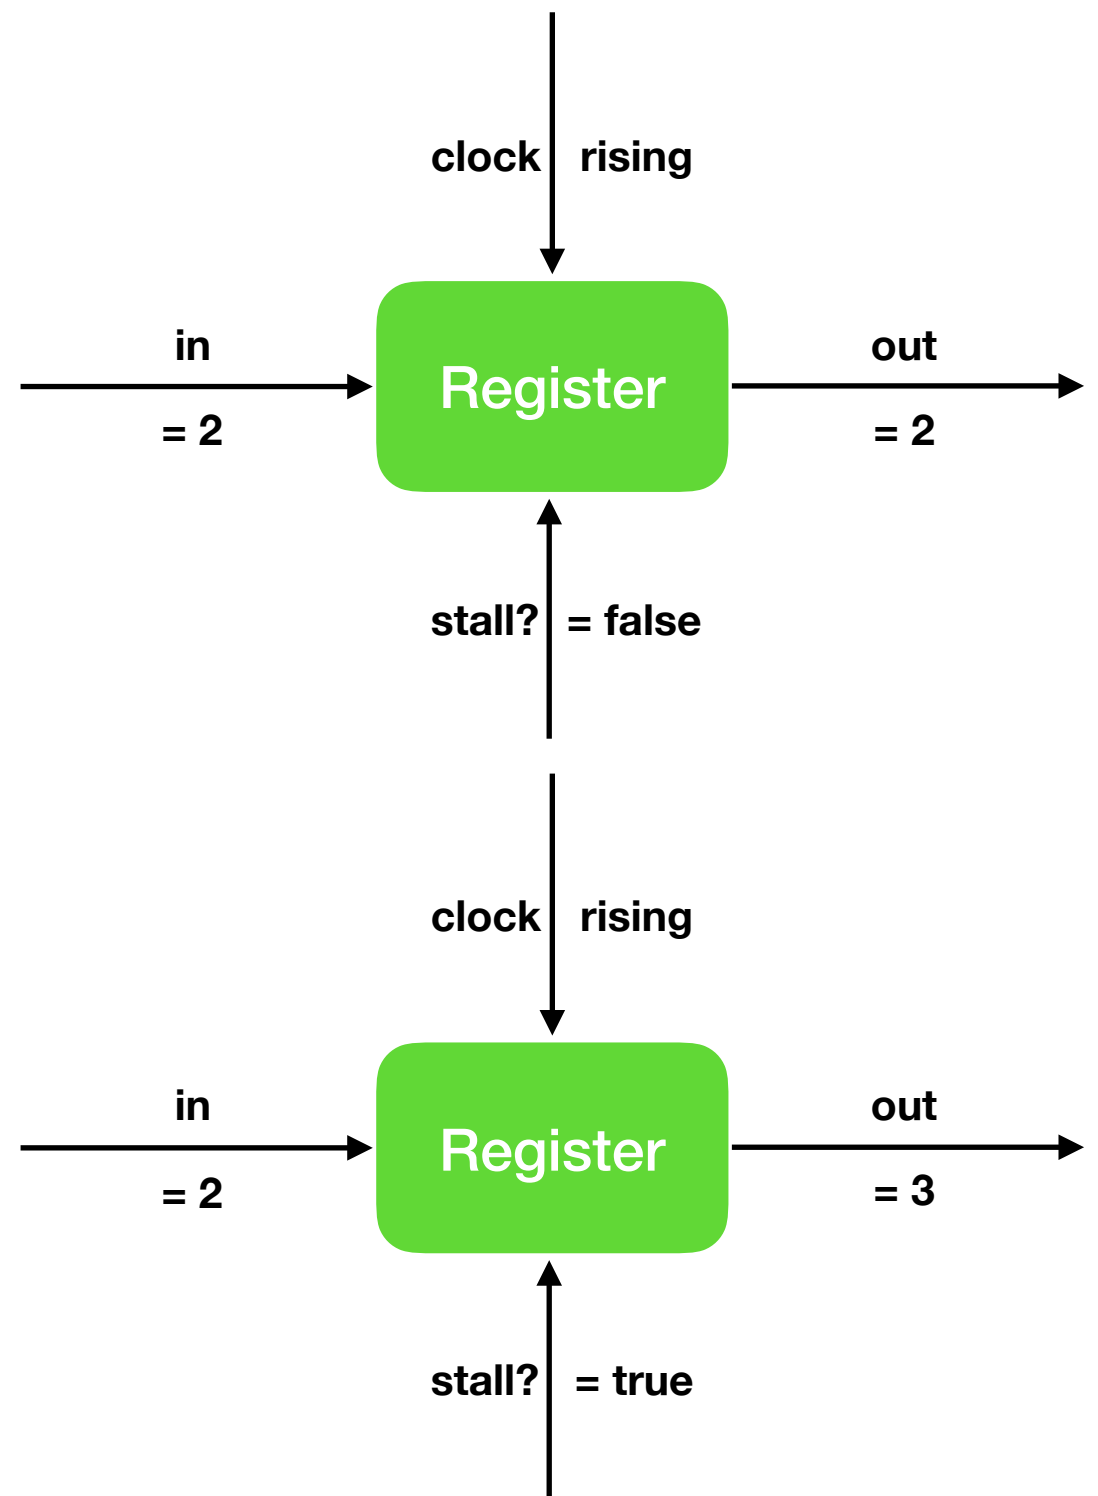 clock rising
in
out
Register
= 2
= 2
stall? = false
clock rising
in
out
Register
= 2
= 3
stall? = true